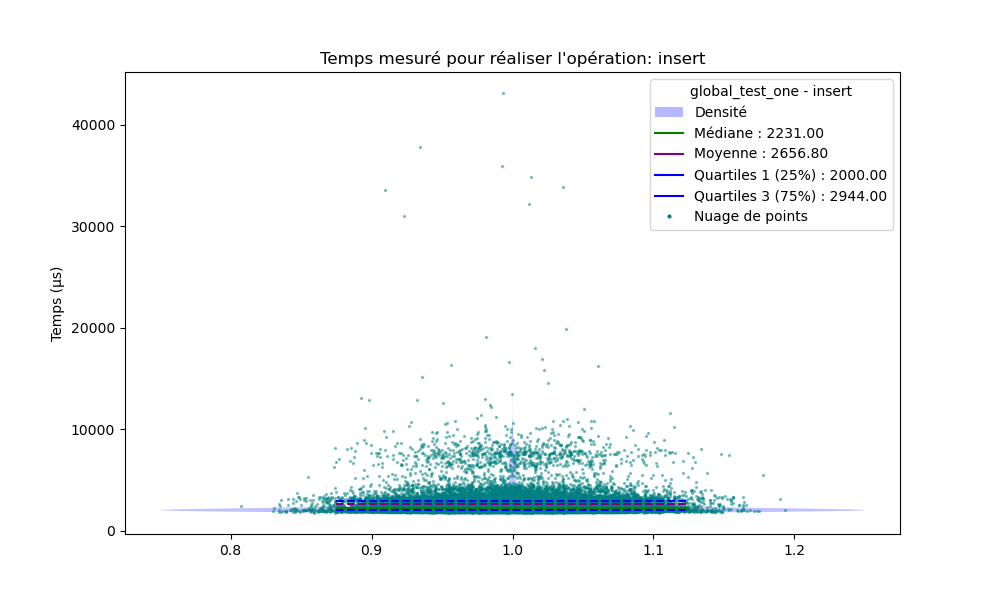 Temps mesuré pour réaliser l'opération: insert
global_test_one - insert
Densité
Médiane : 2231.00
Moyenne : 2656.80
Quartiles 1 (25%) : 2000.00
Quartiles 3 (75%) : 2944.00
Nuage de points
Temps (µs)
40000
30000
20000
10000
0
0.8 0.9 1.0 1.1 1.2